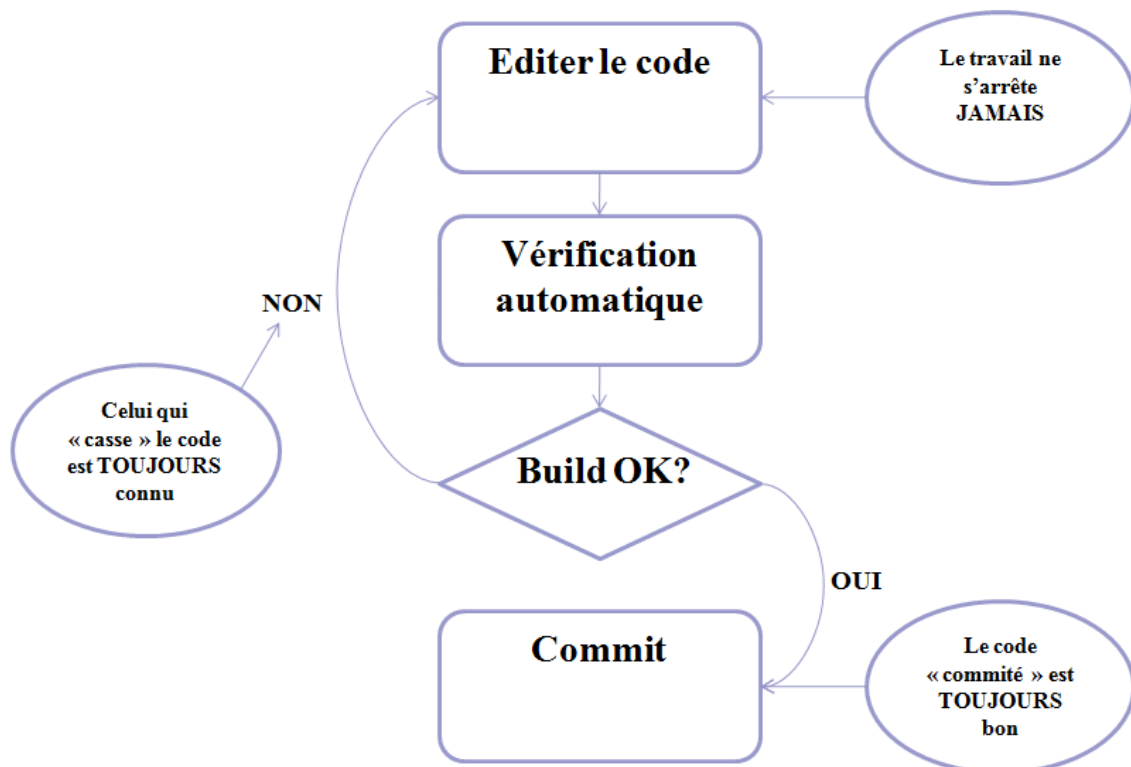 Editer le code
Le travail ne
s'arrête
JAMAIS
Vérification
automatique
NON
Celui qui
« casse » le code
est TOUJOURS
connu
Build OK?
OUI
Commit
Le code
« commité » est
TOUJOURS
bon